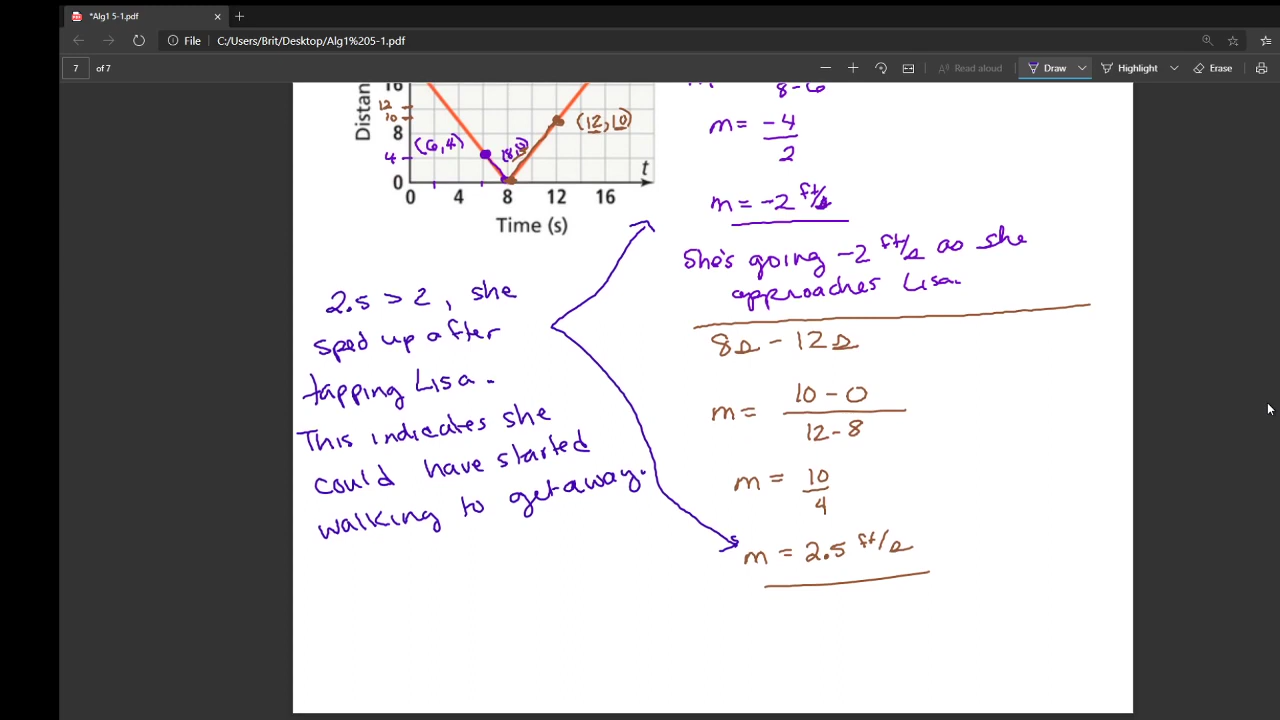 *Alg1 5-1.pdf
File
C:/Users/Brit/Desktop/Alg1%205-1.pdf
7 of 7
Read aloud
Draw
Highlight
Erase
Distan
16
12
10
8
4
0
(6,4)
(12,10)
t
0 4 8 12 16
Time (s)
2.5 > 2, she
sped up after
tapping Lisa.
This indicates she
could have started
walking to get away.
8-6
m = -4
2
m = -2 ft/s
She's going -2 ft/s as she
approaches Lisa.
8s - 12s
m = 10 - 0
12 - 8
m = 10
4
m = 2.5 ft/s